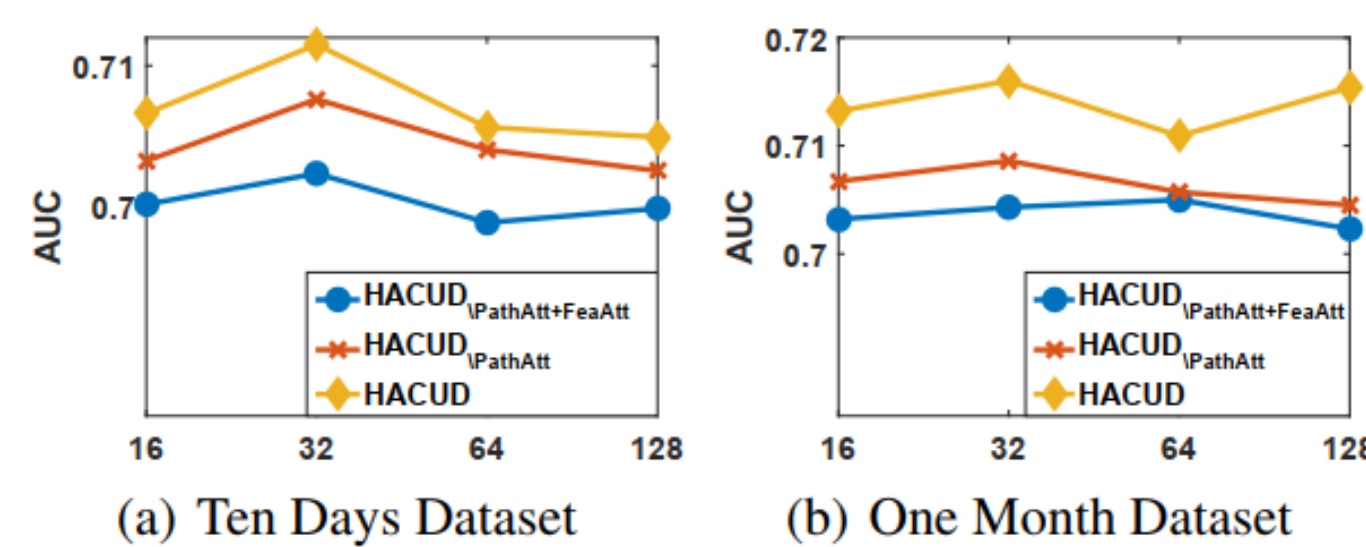 0.71
0.7
AUC
HACUD\PathAtt+FeaAtt
HACUD\PathAtt
HACUD
16 32 64 128
(a) Ten Days Dataset
0.72
0.71
0.7
AUC
HACUD\PathAtt+FeaAtt
HACUD\PathAtt
HACUD
16 32 64 128
(b) One Month Dataset